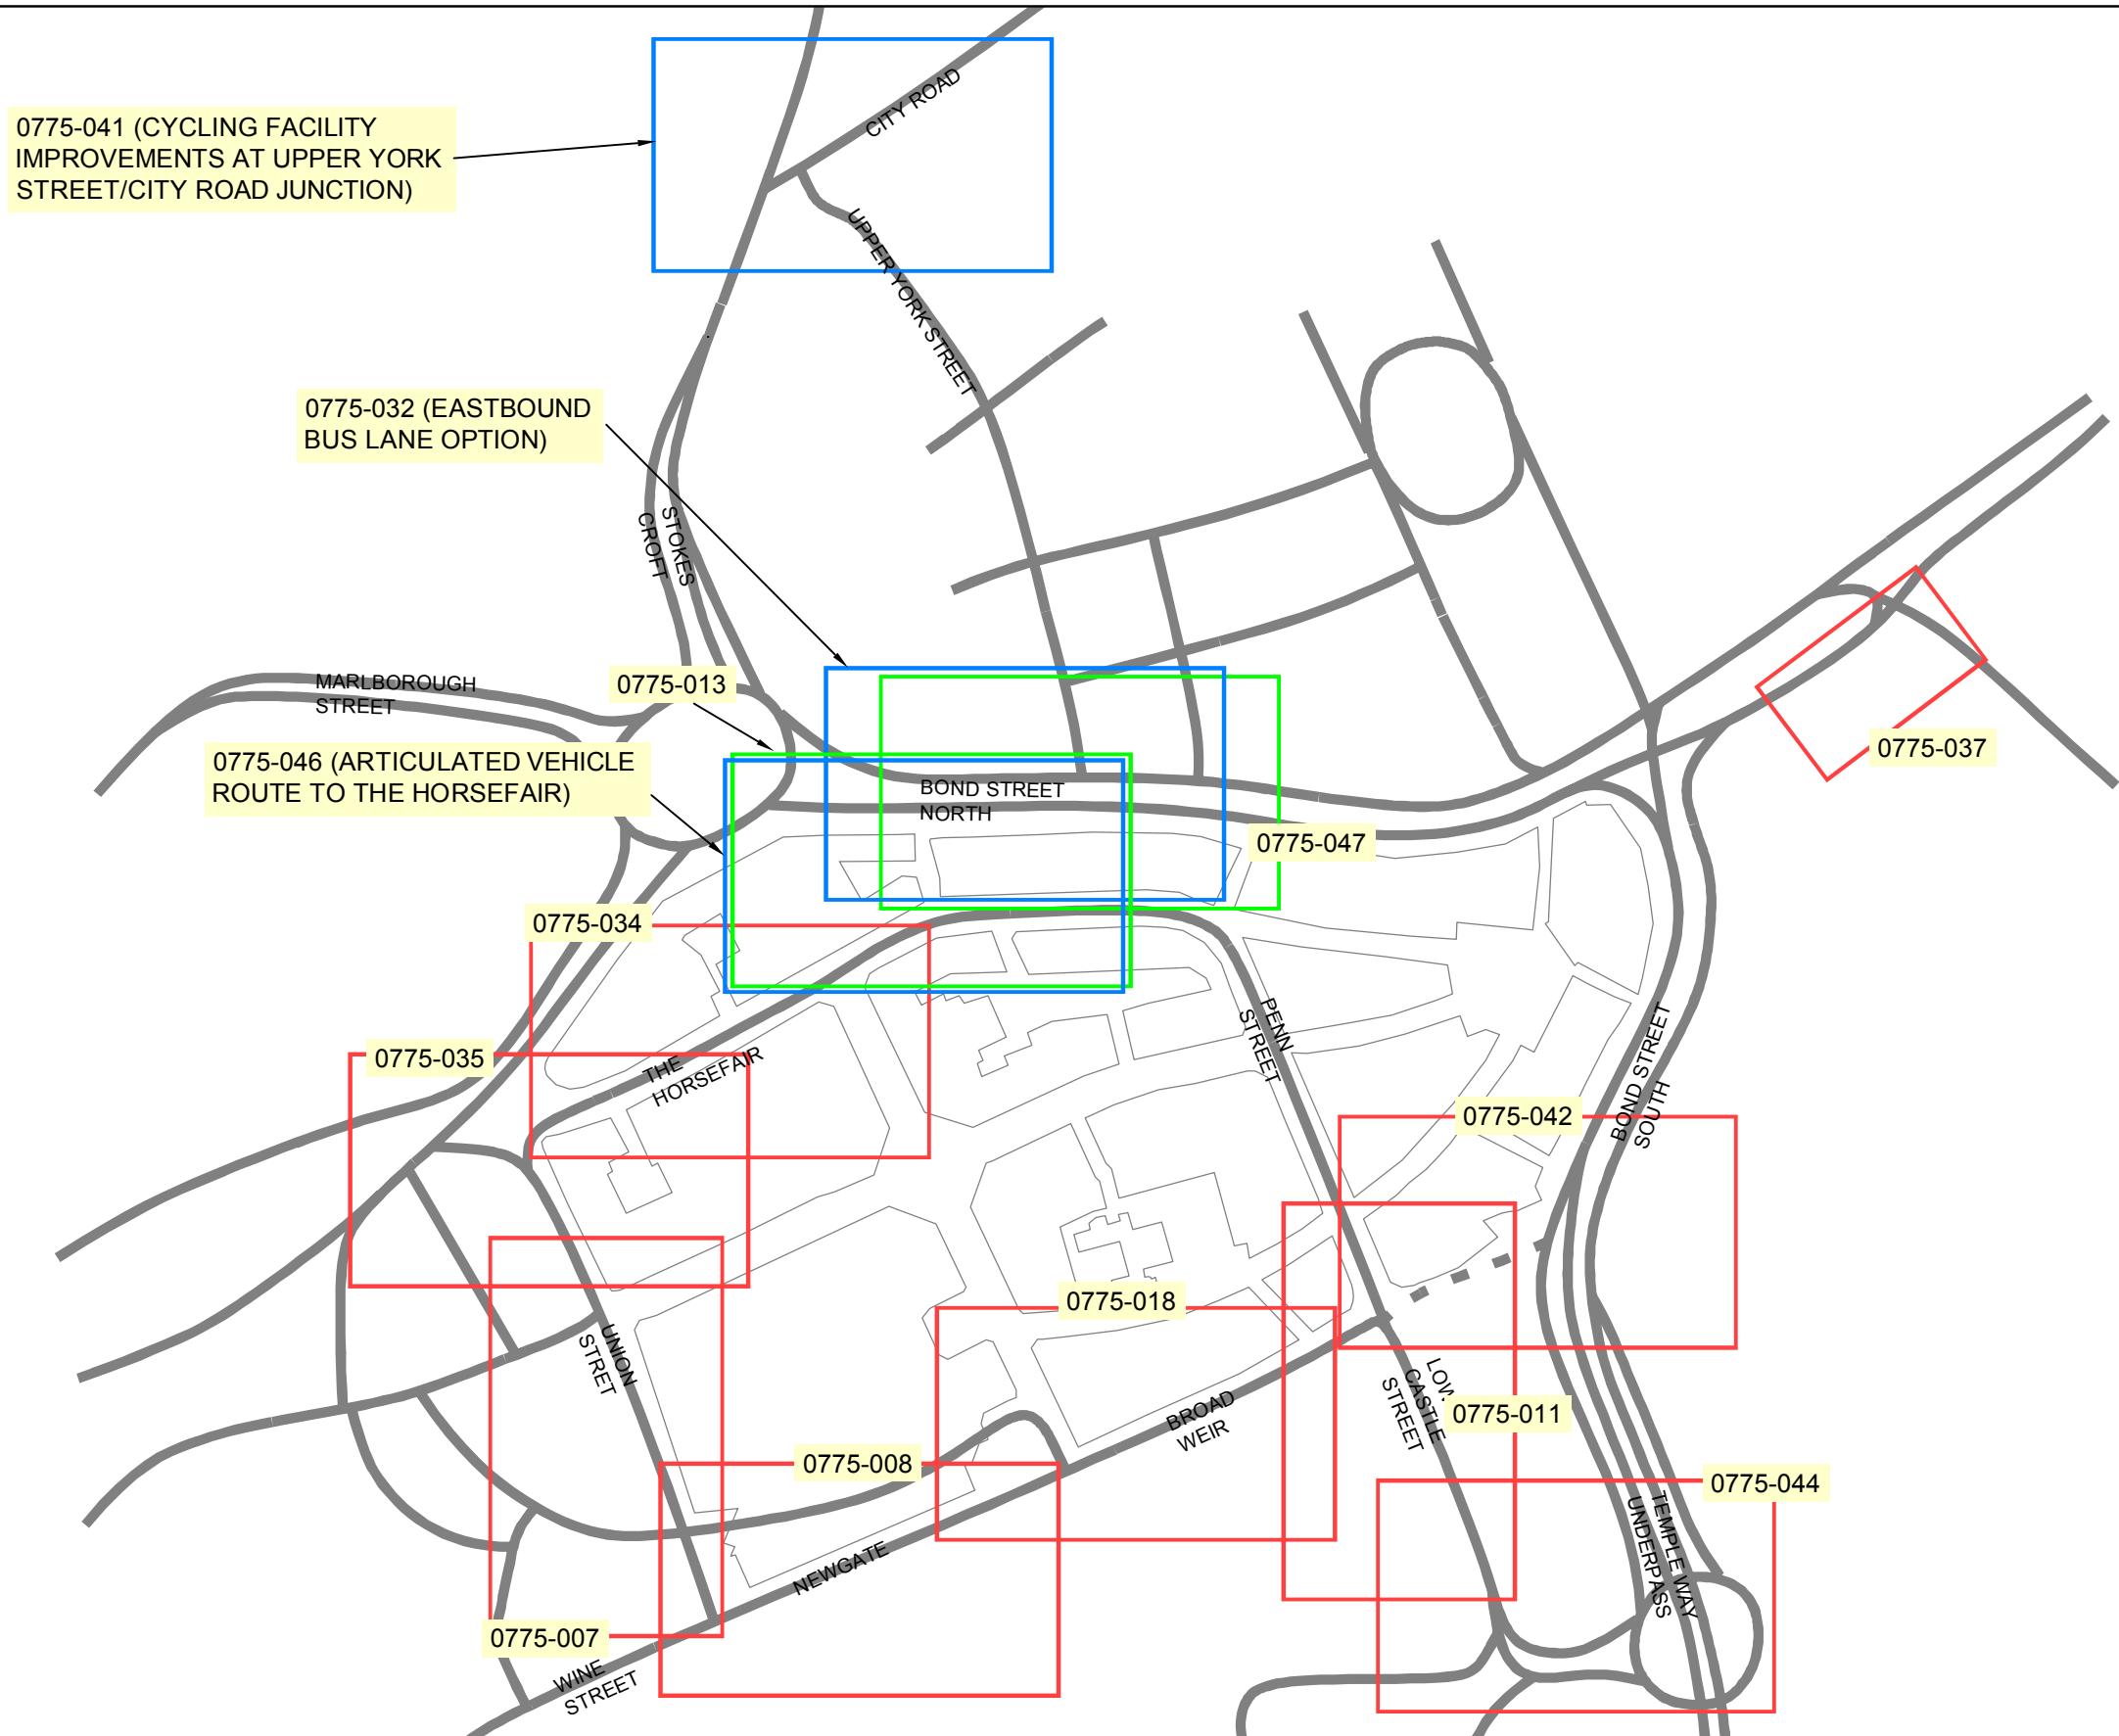 CITY ROAD
0775-041 (CYCLING FACILITY
IMPROVEMENTS AT UPPER YORK
STREET/CITY ROAD JUNCTION)
UPPER YORK STREET
0775-032 (EASTBOUND
BUS LANE OPTION)
STOKES
CROFT
MARLBOROUGH
STREET
0775-013
0775-046 (ARTICULATED VEHICLE
ROUTE TO THE HORSEFAIR)
0775-037
BOND STREET
NORTH
0775-047
0775-034
0775-035
THE
HORSEFAIR
PENN
STREET
BOND STREET
SOUTH
0775-042
0775-018
UNION
STRET
BROAD
WEIR
CASTLE
STREET
0775-011
0775-008
0775-044
NEWGATE
TEMPLE WAY
UNDERPASS
0775-007
WINE
STREET